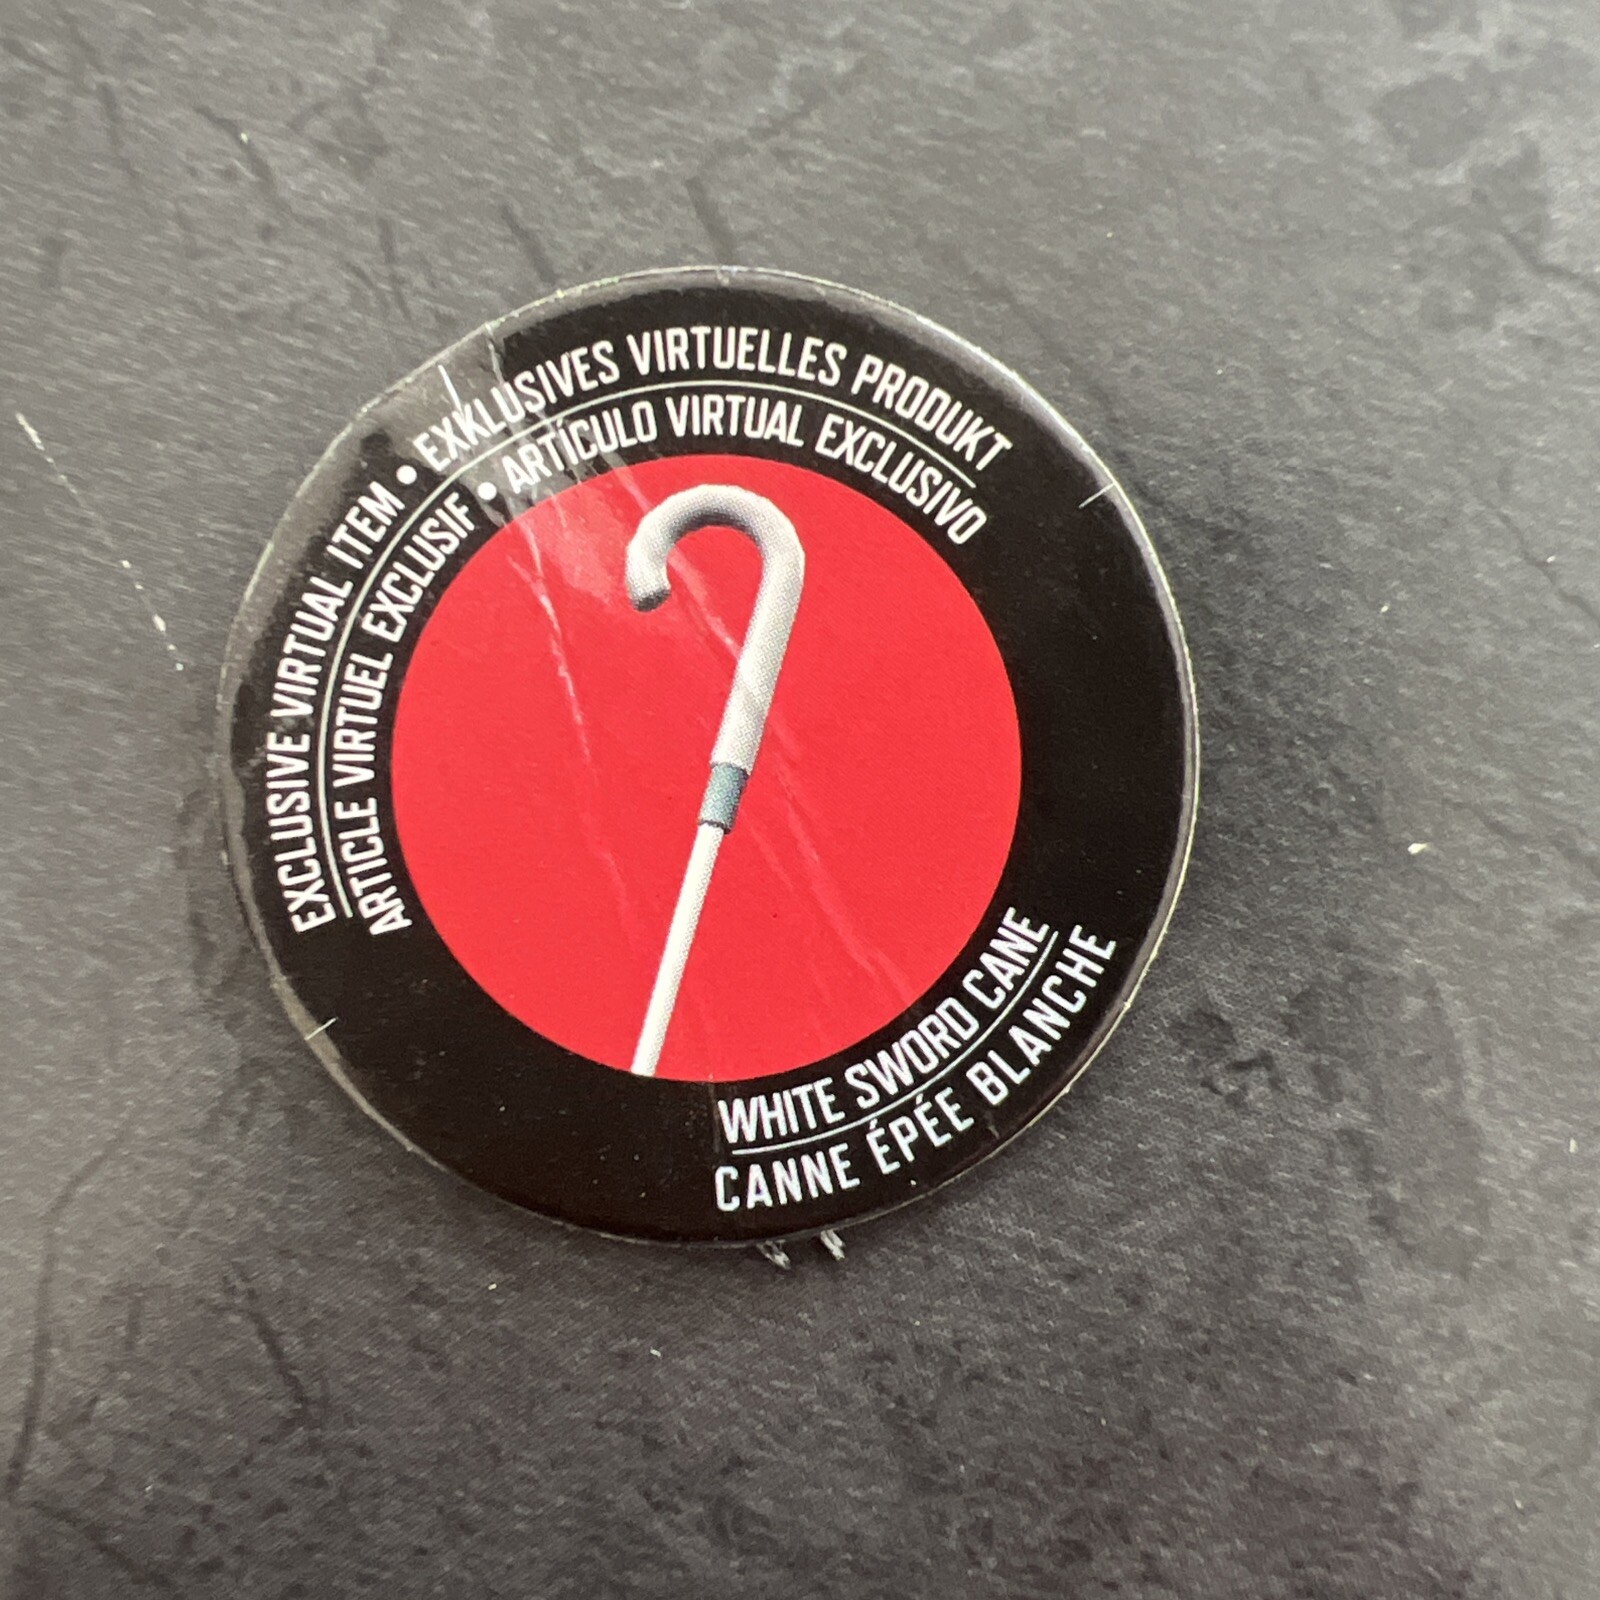 EXCLUSIVE VIRTUAL ITEM • EXKLUSIVES VIRTUELLES PRODUKT
ARTICLE VIRTUEL EXCLUSIF • ARTÍCULO VIRTUAL EXCLUSIVO
WHITE SWORD CANE
CANNE ÉPÉE BLANCHE